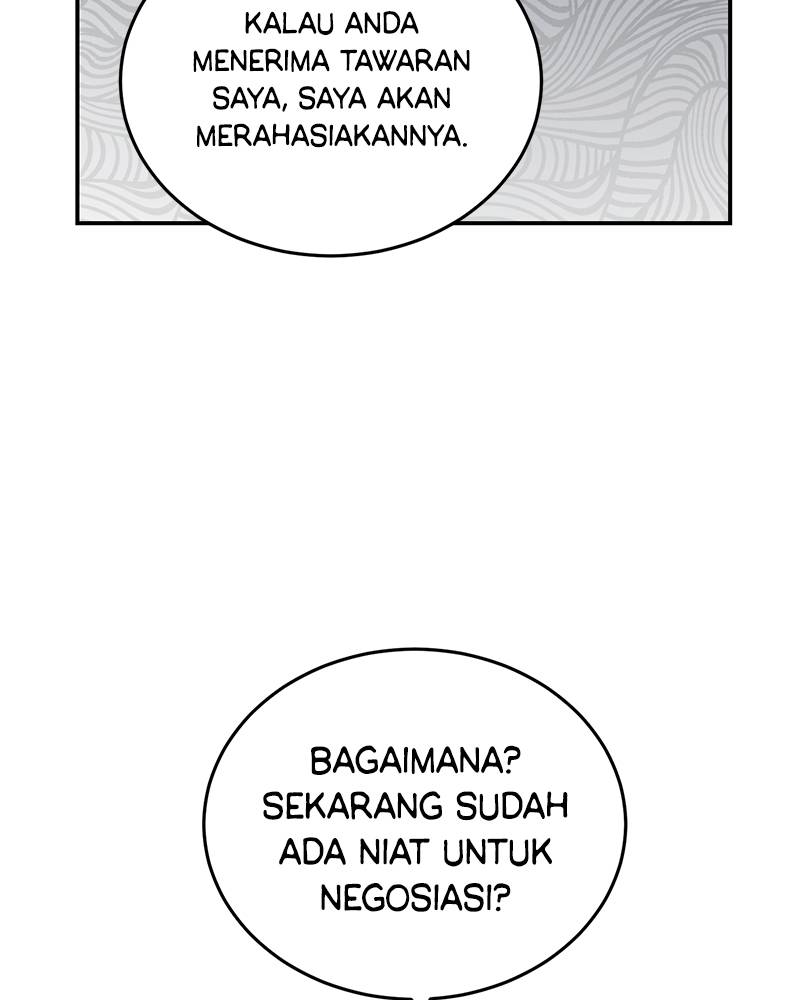 KALAU ANDA
MENERIMA TAWARAN
SAYA, SAYA AKAN
MERAHASIAKANNYA.
BAGAIMANA?
SEKARANG SUDAH
ADA NIAT UNTUK
NEGOSIASI?